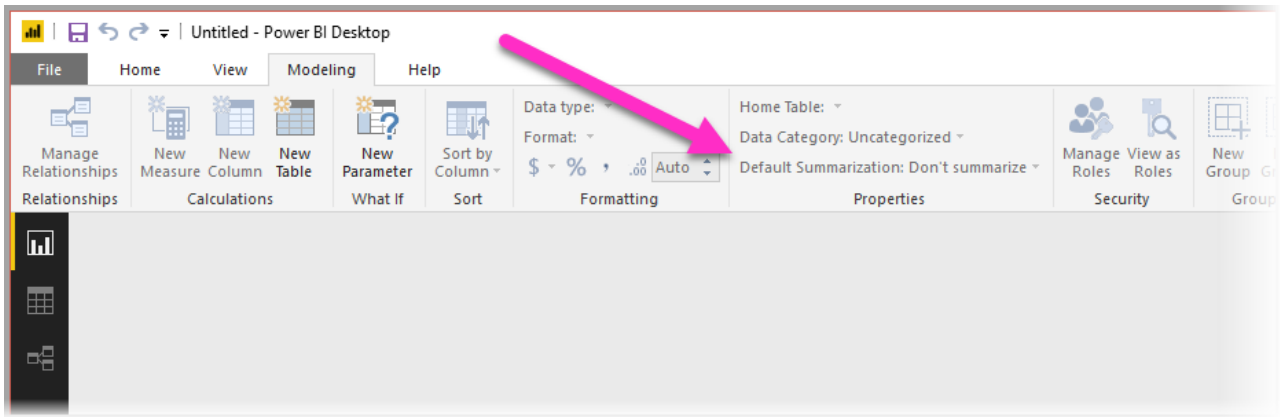 Untitled - Power BI Desktop
File Home View Modeling Help
Manage Relationships
New Measure
New Column
New Table
New Parameter
Sort by Column
Data type:
Format:
$ % , .00 Auto
Home Table:
Data Category: Uncategorized
Default Summarization: Don't summarize
Manage Roles
View as Roles
New Group
Relationships Calculations What If Sort Formatting Properties Security Group